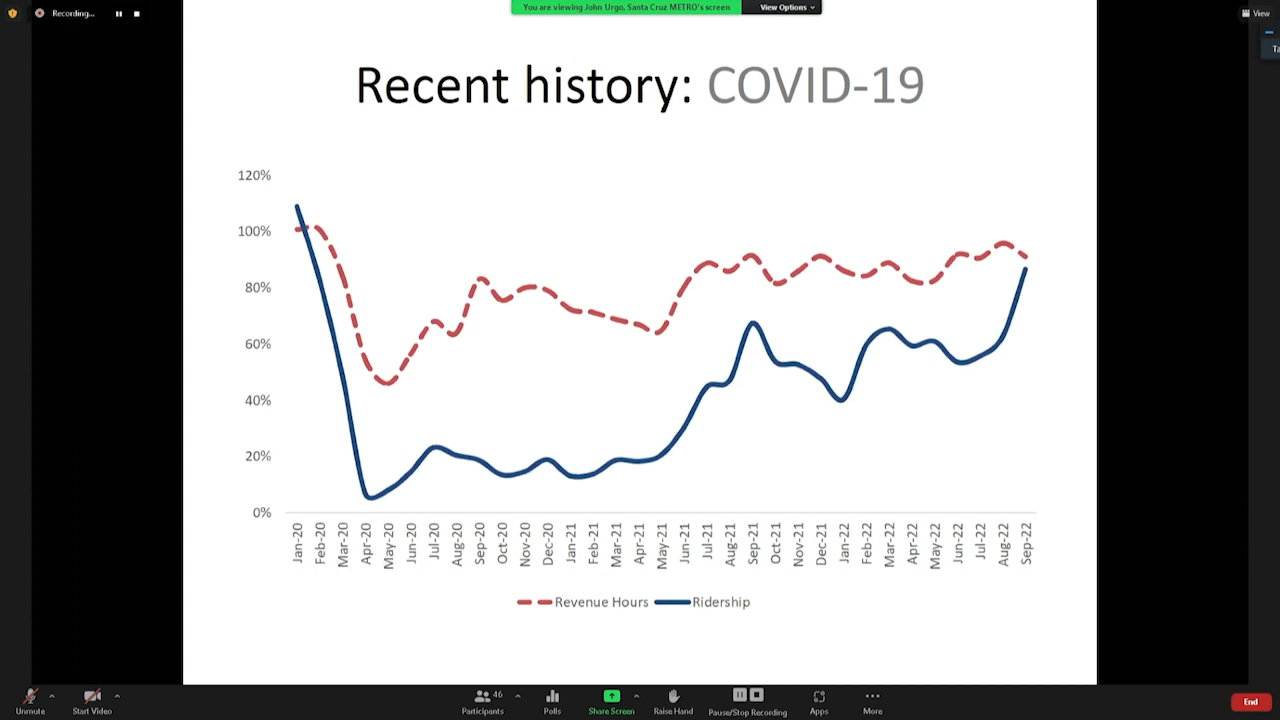 Recording...
You are viewing John Urgo, Santa Cruz METRO's screen
View Options
View
Ta
Recent history: COVID-19
120%
100%
80%
60%
40%
20%
0%
Jan-20
Feb-20
Mar-20
Apr-20
May-20
Jun-20
Jul-20
Aug-20
Sep-20
Oct-20
Nov-20
Dec-20
Jan-21
Feb-21
Mar-21
Apr-21
May-21
Jun-21
Jul-21
Aug-21
Sep-21
Oct-21
Nov-21
Dec-21
Jan-22
Feb-22
Mar-22
Apr-22
May-22
Jun-22
Jul-22
Aug-22
Sep-22
Revenue Hours
Ridership
Unmute
Start Video
46
Participants
Polls
Share Screen
Raise Hand
Pause/Stop Recording
Apps
More
End